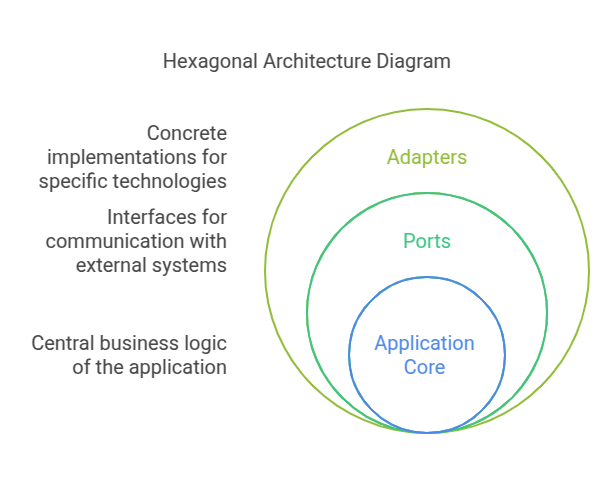 Hexagonal Architecture Diagram
Concrete
implementations for
specific technologies
Adapters
Interfaces for
communication with
external systems
Ports
Central business logic
of the application
Application
Core